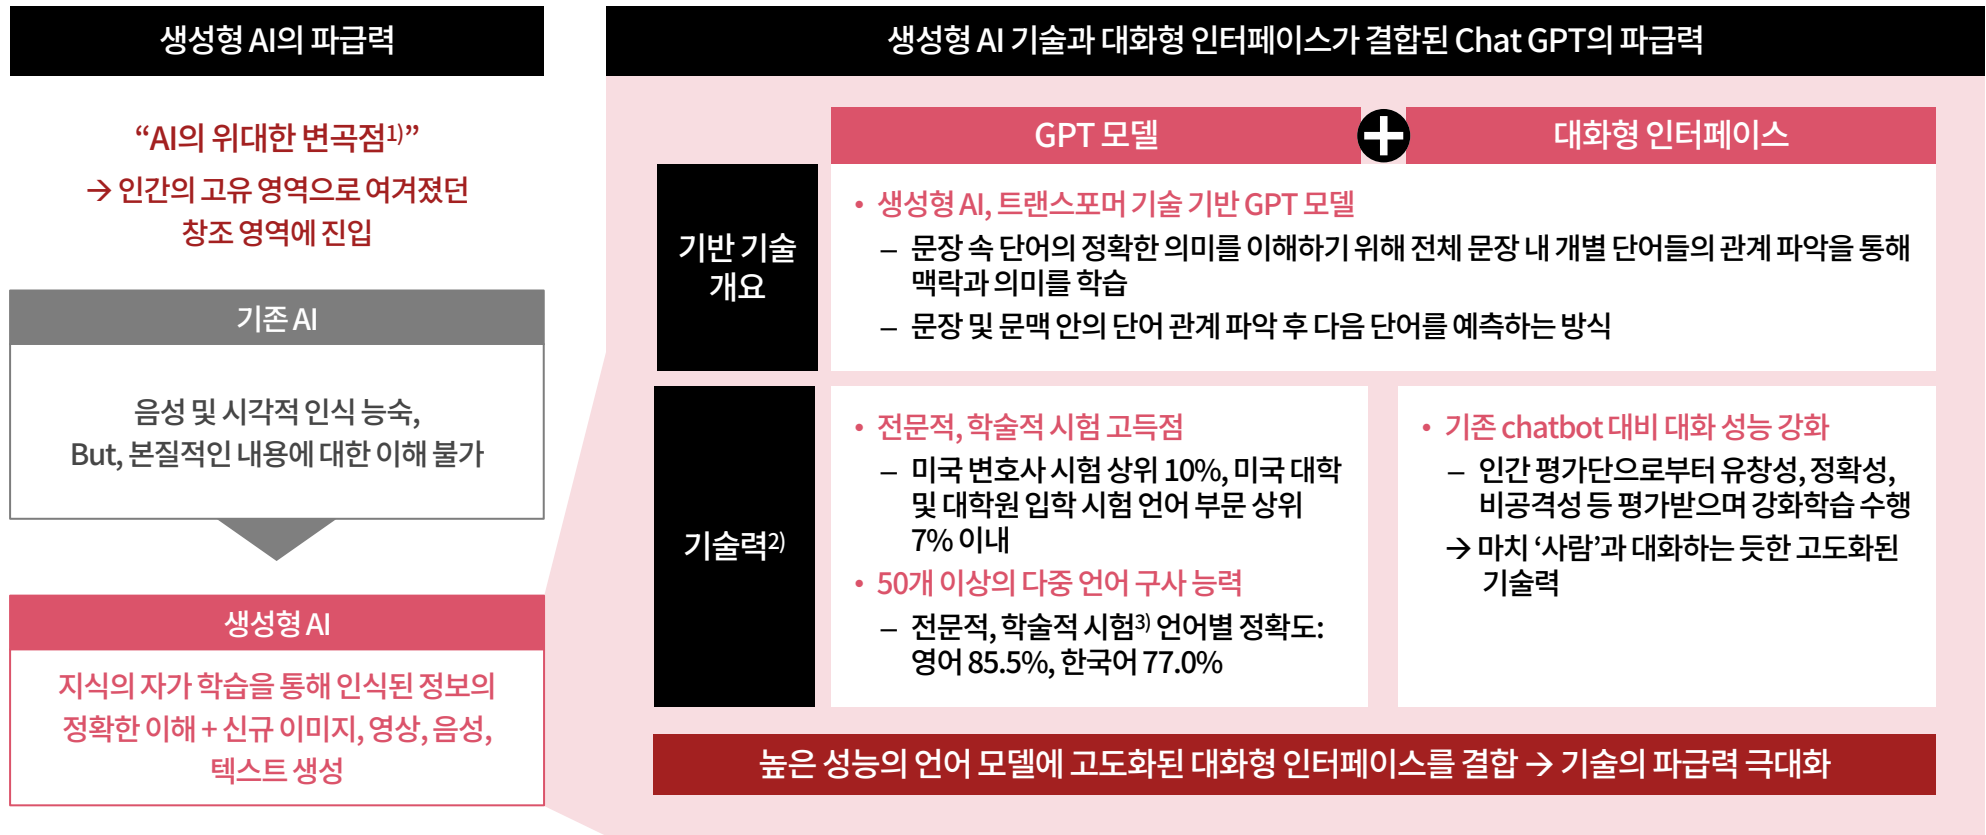 생성형 AI의 파급력
“AI의 위대한 변곡점1)”
→ 인간의 고유 영역으로 여겨졌던
창조 영역에 진입
기존 AI
음성 및 시각적 인식 능숙,
But, 본질적인 내용에 대한 이해 불가
생성형 AI
지식의 자가 학습을 통해 인식된 정보의
정확한 이해 + 신규 이미지, 영상, 음성,
텍스트 생성
생성형 AI 기술과 대화형 인터페이스가 결합된 Chat GPT의 파급력
GPT 모델
대화형 인터페이스
기반 기술
개요
• 생성형 AI, 트랜스포머 기술 기반 GPT 모델
– 문장 속 단어의 정확한 의미를 이해하기 위해 전체 문장 내 개별 단어들의 관계 파악을 통해
맥락과 의미를 학습
– 문장 및 문맥 안의 단어 관계 파악 후 다음 단어를 예측하는 방식
기술력2)
• 전문적, 학술적 시험 고득점
– 미국 변호사 시험 상위 10%, 미국 대학
및 대학원 입학 시험 언어 부문 상위
7% 이내
• 50개 이상의 다중 언어 구사 능력
– 전문적, 학술적 시험3) 언어별 정확도:
영어 85.5%, 한국어 77.0%
• 기존 chatbot 대비 대화 성능 강화
– 인간 평가단으로부터 유창성, 정확성,
비공격성 등 평가받으며 강화학습 수행
→ 마치 ‘사람’과 대화하는 듯한 고도화된
기술력
높은 성능의 언어 모델에 고도화된 대화형 인터페이스를 결합 → 기술의 파급력 극대화